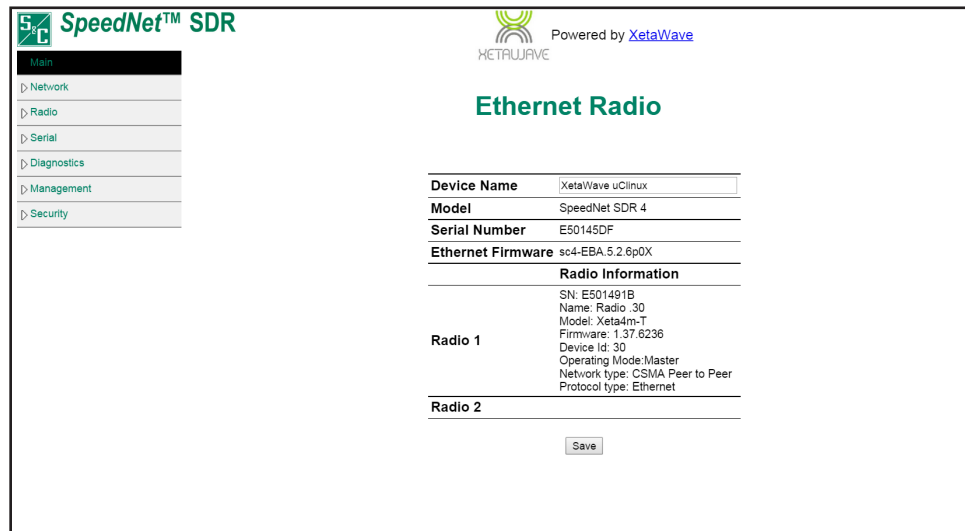 S&C SpeedNet™ SDR
XETAWAVE
Powered by XetaWave
Main
Network
Radio
Serial
Diagnostics
Management
Security
Ethernet Radio
Device Name XetaWave uClinux
Model SpeedNet SDR 4
Serial Number E50145DF
Ethernet Firmware sc4-EBA.5.2.6p0X
Radio Information
Radio 1
SN: E501491B
Name: Radio .30
Model: Xeta4m-T
Firmware: 1.37.6236
Device Id: 30
Operating Mode:Master
Network type: CSMA Peer to Peer
Protocol type: Ethernet
Radio 2
Save